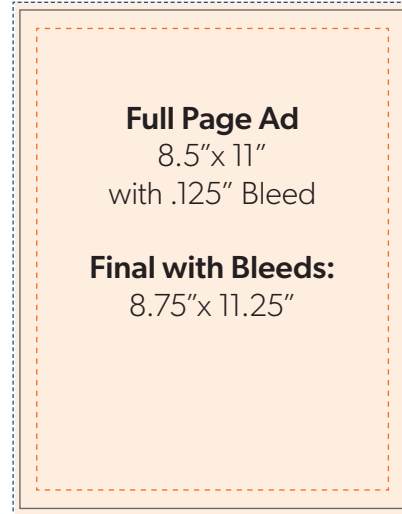 Full Page Ad
8.5”x 11”
with .125” Bleed
Final with Bleeds:
8.75”x 11.25”